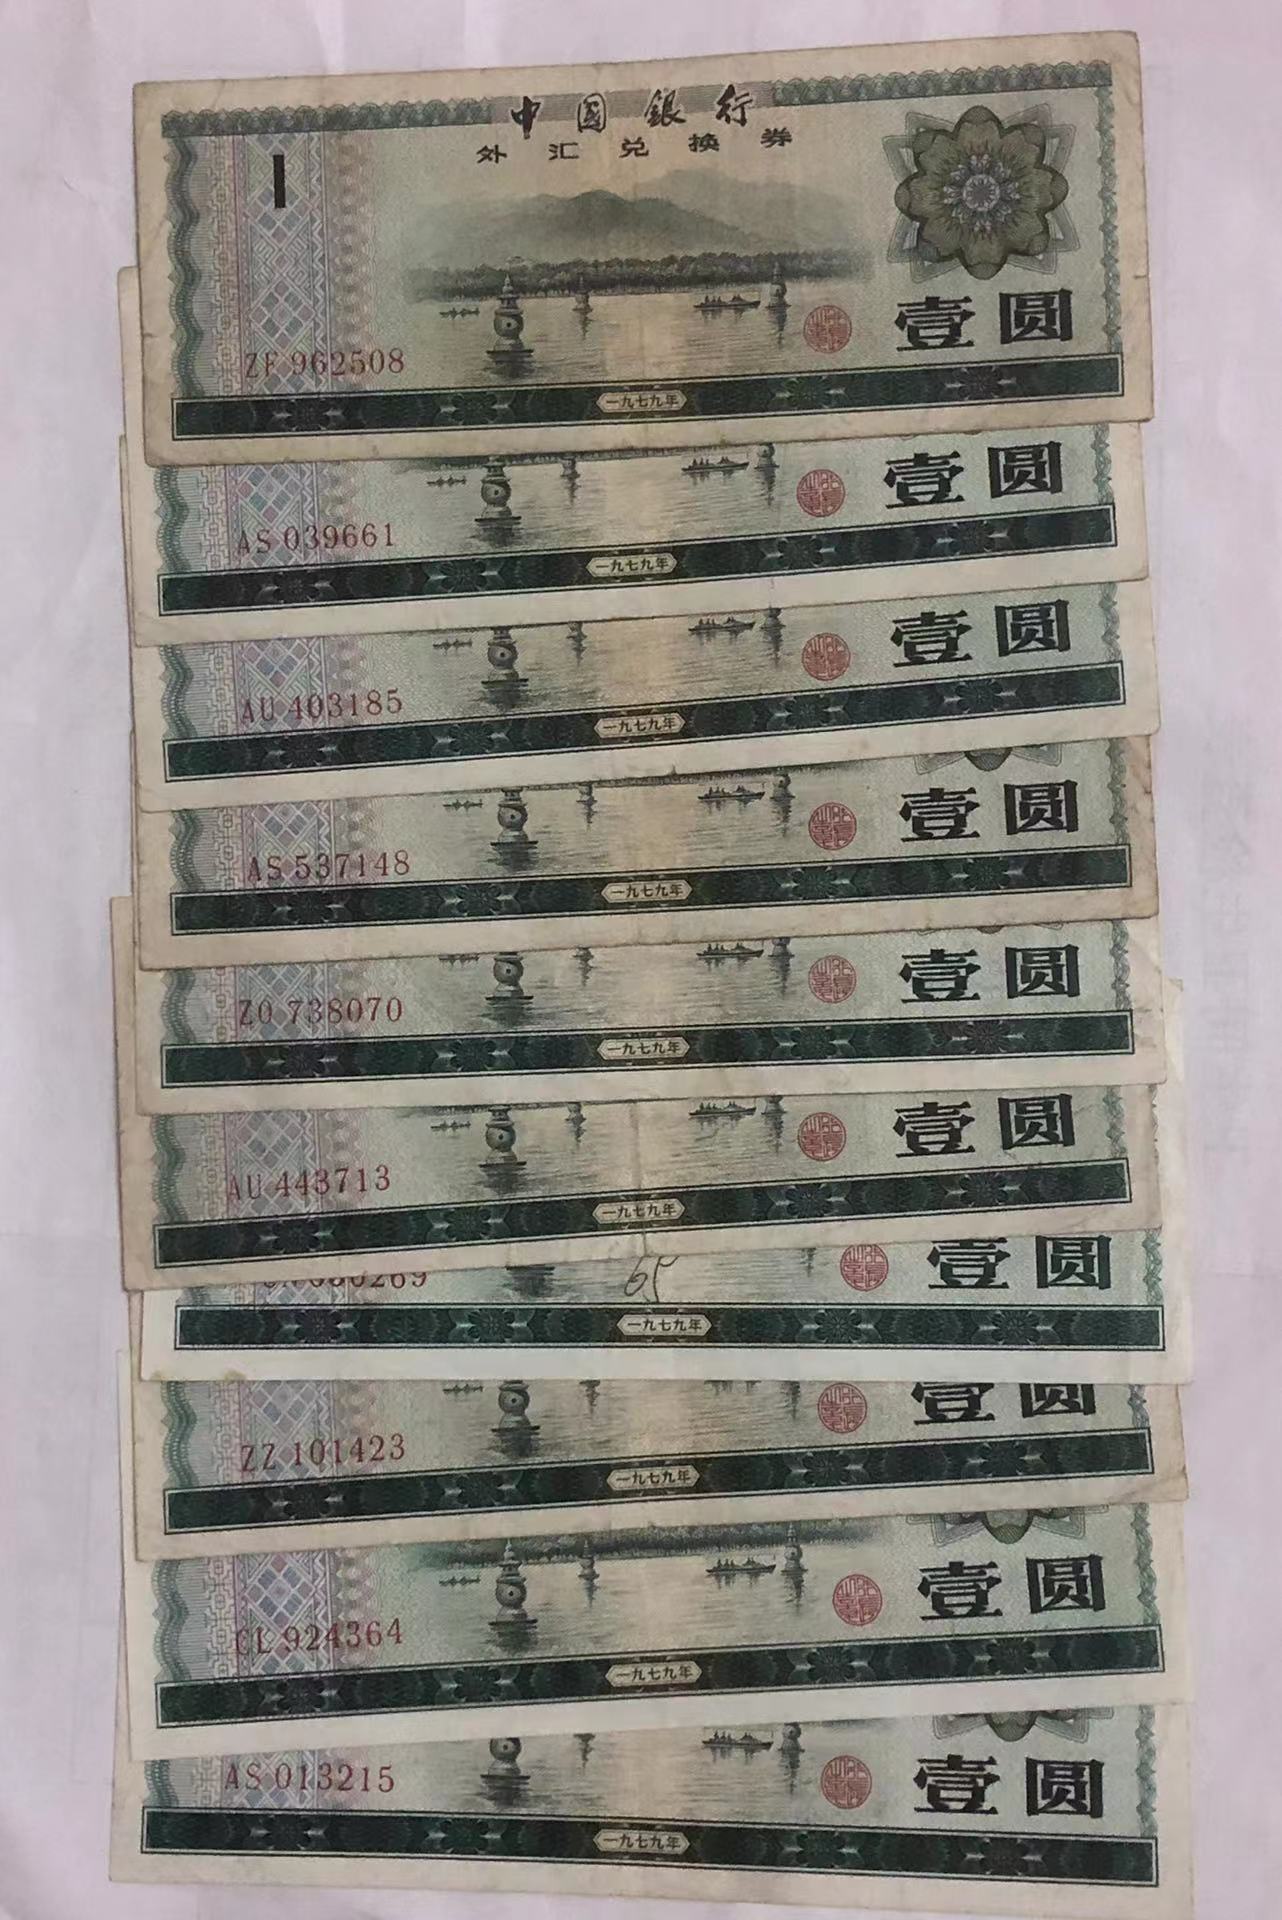 中国銀行
外汇兑换券
1
壹圆
ZF 962508
一九七九年
壹圆
AS 039661
一九七九年
壹圆
AU 403185
一九七九年
壹圆
AS 537148
一九七九年
壹圆
ZO 738070
一九七九年
壹圆
AU 443713
一九七九年
壹圆
65
一九七九年
壹圆
ZZ 101423
一九七九年
壹圆
CL 924364
一九七九年
壹圆
AS 013215
一九七九年